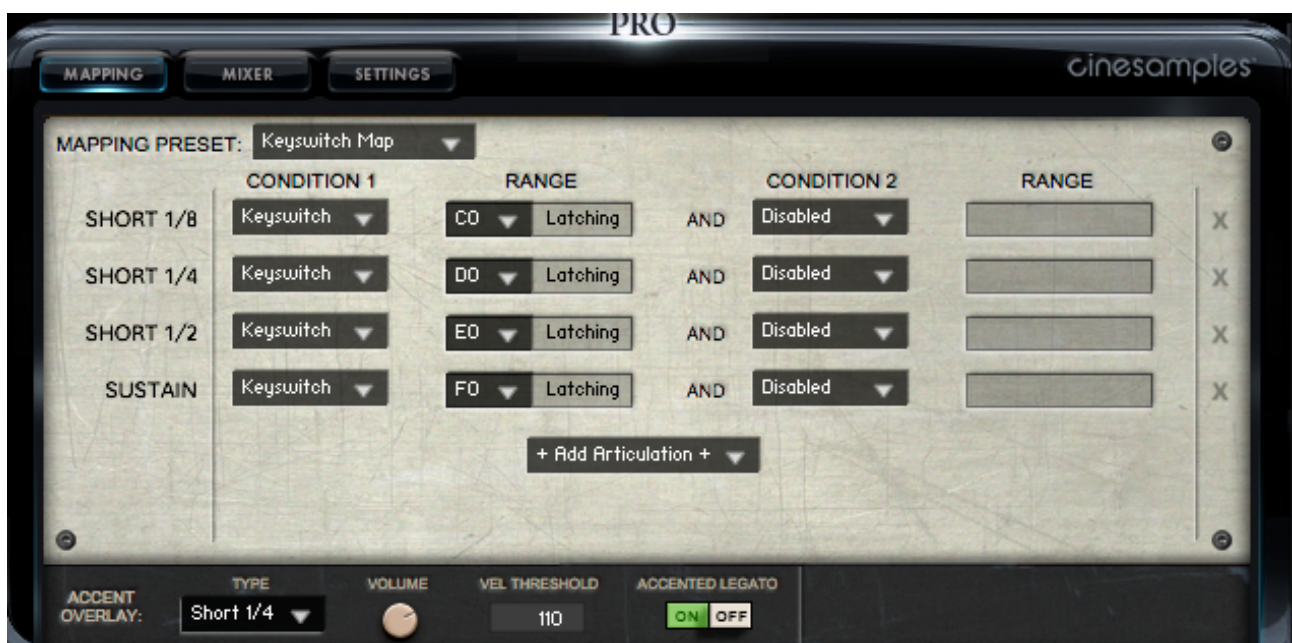 PRO
MAPPING MIXER SETTINGS cinesamples
MAPPING PRESET: Keyswitch Map
CONDITION 1 RANGE CONDITION 2 RANGE
SHORT 1/8 Keyswitch C0 Latching AND Disabled X
SHORT 1/4 Keyswitch D0 Latching AND Disabled X
SHORT 1/2 Keyswitch E0 Latching AND Disabled X
SUSTAIN Keyswitch F0 Latching AND Disabled X
+ Add Articulation +
TYPE VOLUME VEL THRESHOLD ACCENTED LEGATO
ACCENT OVERLAY: Short 1/4 110 ON OFF